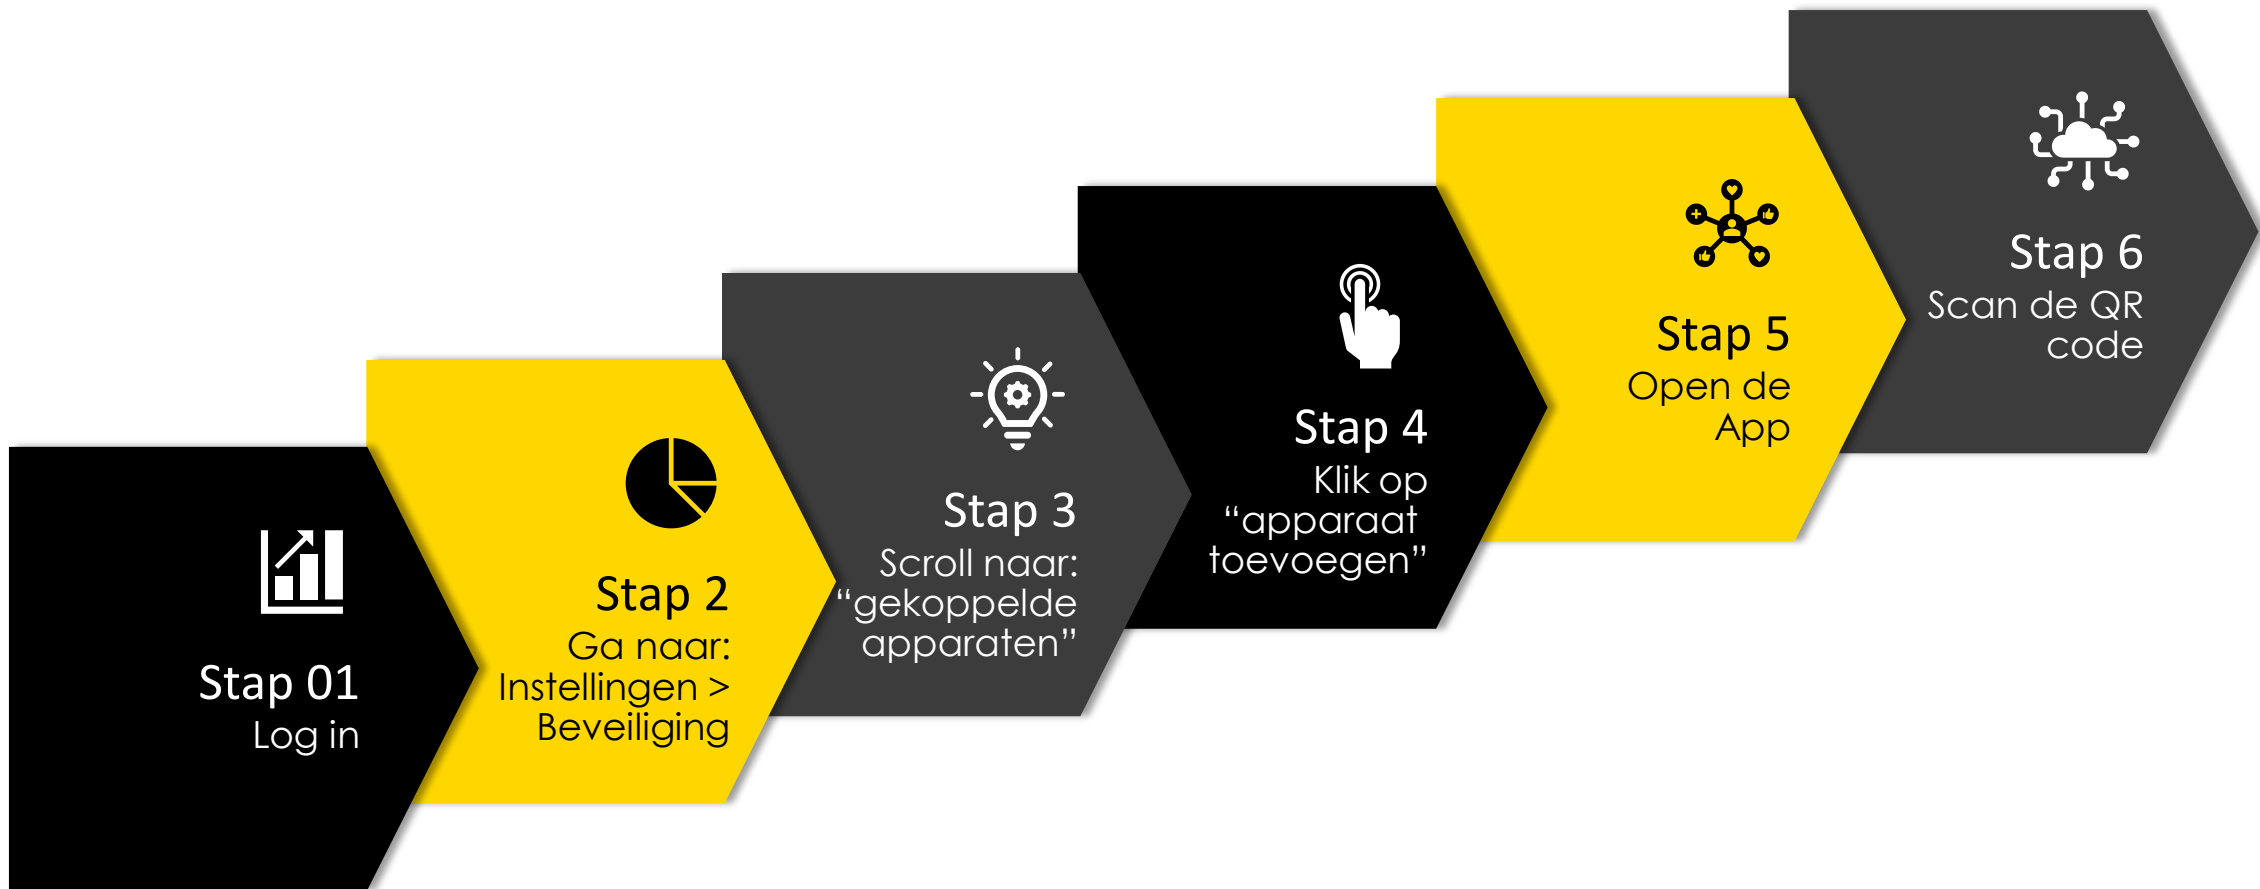 Stap 01
Log in
Stap 2
Ga naar:
Instellingen >
Beveiliging
Stap 3
Scroll naar:
“gekoppelde
apparaten”
Stap 4
Klik op
“apparaat
toevoegen”
Stap 5
Open de
App
Stap 6
Scan de QR
code